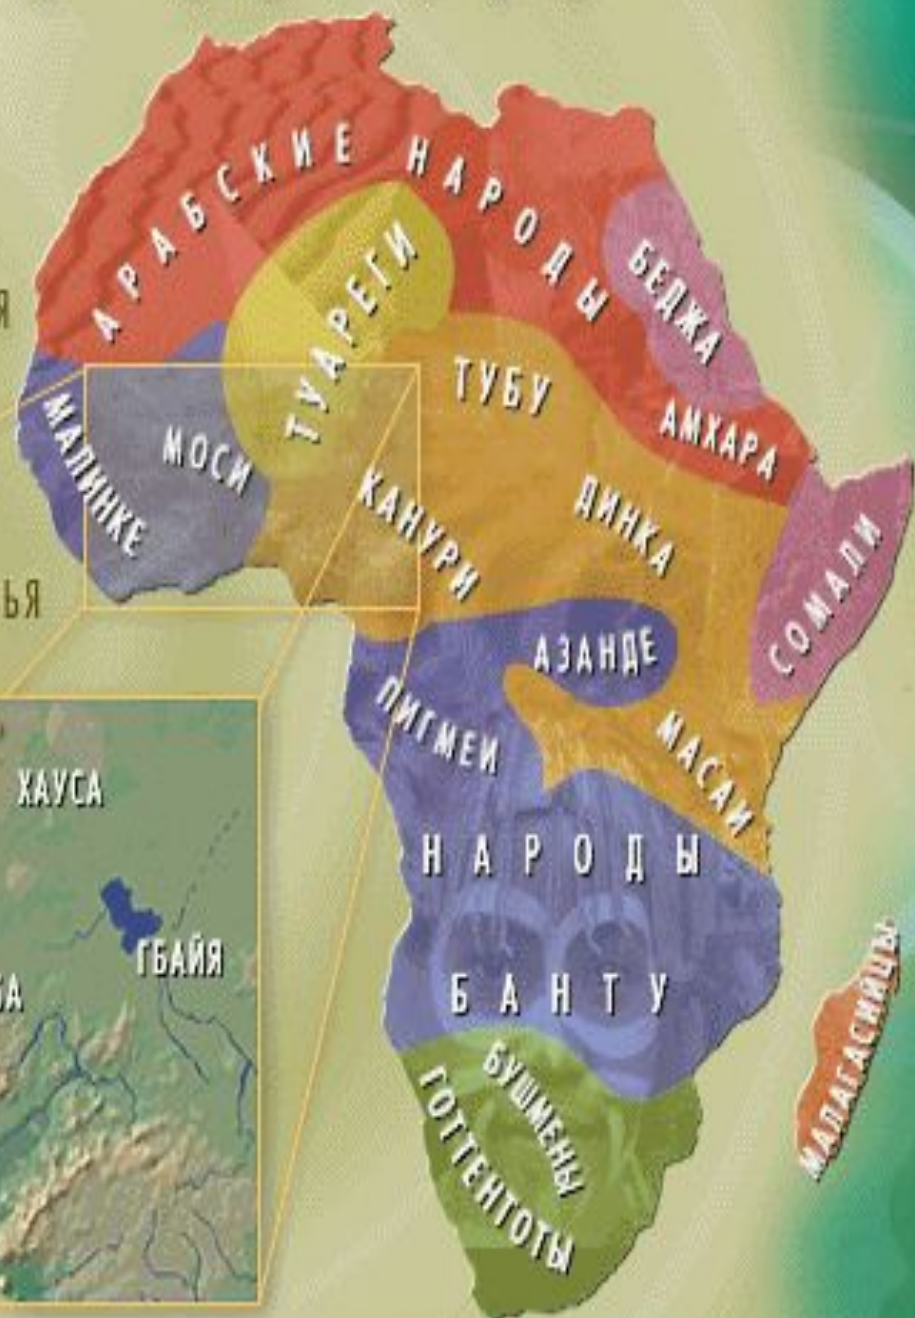 АРАБСКИЕ НАРОДЫ
БЕДЖА
ТУАРЕГИ
ТУБУ
АМХАРА
МАЛИНКЕ
МОСИ
КАНУРИ
ДИНКА
СОМАЛИ
АЗАНДЕ
ПИГМЕИ
МАСАИ
НАРОДЫ
БАНТУ
ХАУСА
ГБАЙЯ
БУШМЕНЫ
ГОТТЕНТОТЫ
МАЛАГАСИЙЦЫ